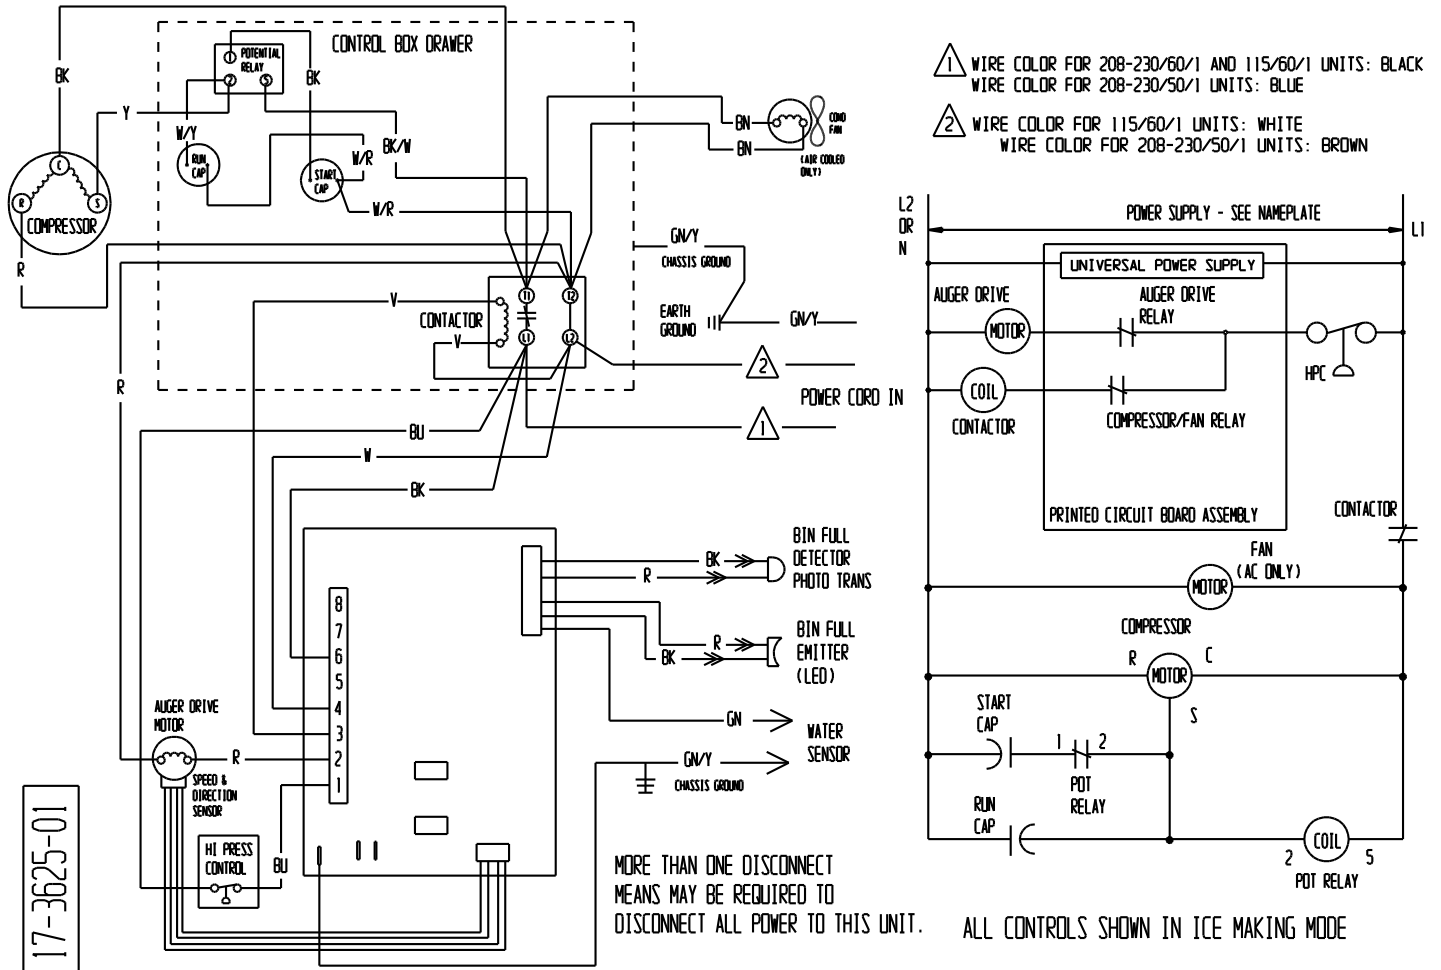 CONTROL BOX DRAWER
POTENTIAL
RELAY
1
2
5
BK
BK
Y
W/Y
RUN
CAP
START
CAP
W/R
BK/W
W/R
C
R
S
COMPRESSOR
R
BN
BN
COND
FAN
(AIR COOLED
ONLY)
GN/Y
CHASSIS GROUND
EARTH
GROUND
GN/Y
V
CONTACTOR
V
T1
T2
L1
L2
2
POWER CORD IN
1
R
BU
W
BK
BIN FULL
DETECTOR
PHOTO TRANS
BK
R
BIN FULL
EMITTER
(LED)
R
BK
GN
WATER
SENSOR
GN/Y
CHASSIS GROUND
8
7
6
5
4
3
2
1
AUGER DRIVE
MOTOR
R
SPEED &
DIRECTION
SENSOR
HI PRESS
CONTROL
BU
17-3625-01
MORE THAN ONE DISCONNECT
MEANS MAY BE REQUIRED TO
DISCONNECT ALL POWER TO THIS UNIT.
1 WIRE COLOR FOR 208-230/60/1 AND 115/60/1 UNITS: BLACK
WIRE COLOR FOR 208-230/50/1 UNITS: BLUE
2 WIRE COLOR FOR 115/60/1 UNITS: WHITE
WIRE COLOR FOR 208-230/50/1 UNITS: BROWN
L2
OR
N
POWER SUPPLY - SEE NAMEPLATE
L1
UNIVERSAL POWER SUPPLY
AUGER DRIVE
MOTOR
AUGER DRIVE
RELAY
HPC
COIL
CONTACTOR
COMPRESSOR/FAN RELAY
PRINTED CIRCUIT BOARD ASSEMBLY
CONTACTOR
FAN
(AC ONLY)
MOTOR
COMPRESSOR
R
C
MOTOR
S
START
CAP
1
2
POT
RELAY
RUN
CAP
COIL
2
5
POT RELAY
ALL CONTROLS SHOWN IN ICE MAKING MODE